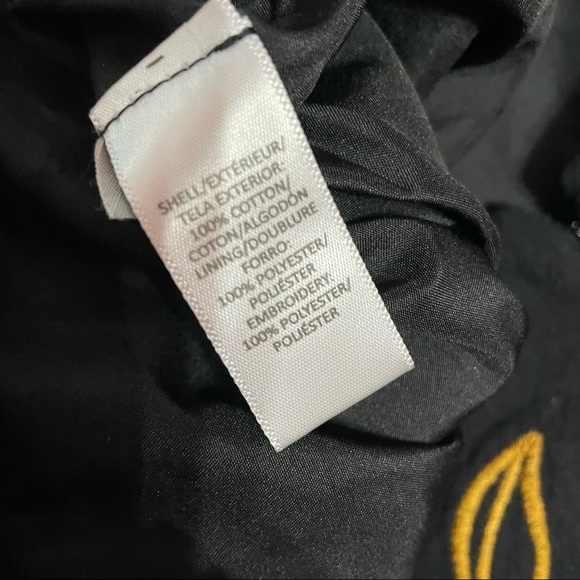 SHELL/EXTÉRIEUR/
TELA EXTERIOR:
100% COTTON/
COTON/ALGODÓN
LINING/DOUBLURE
FORRO-
100% POLYESTER/
POLIÉSTER
EMBROIDERY:
100% POLYESTER/
POLIÉSTER